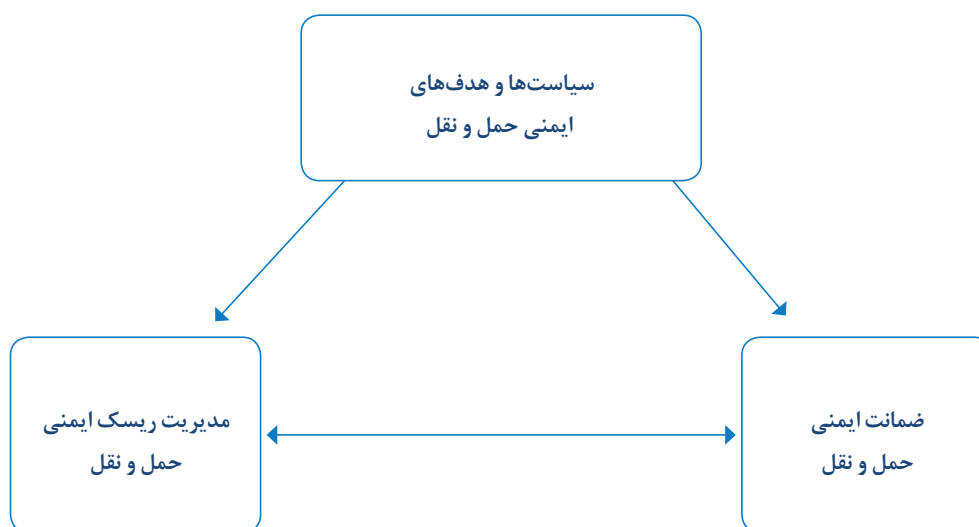 سیاست‌ها و هدف‌های
ایمنی حمل و نقل
ضمانت ایمنی
حمل و نقل
مدیریت ریسک ایمنی
حمل و نقل